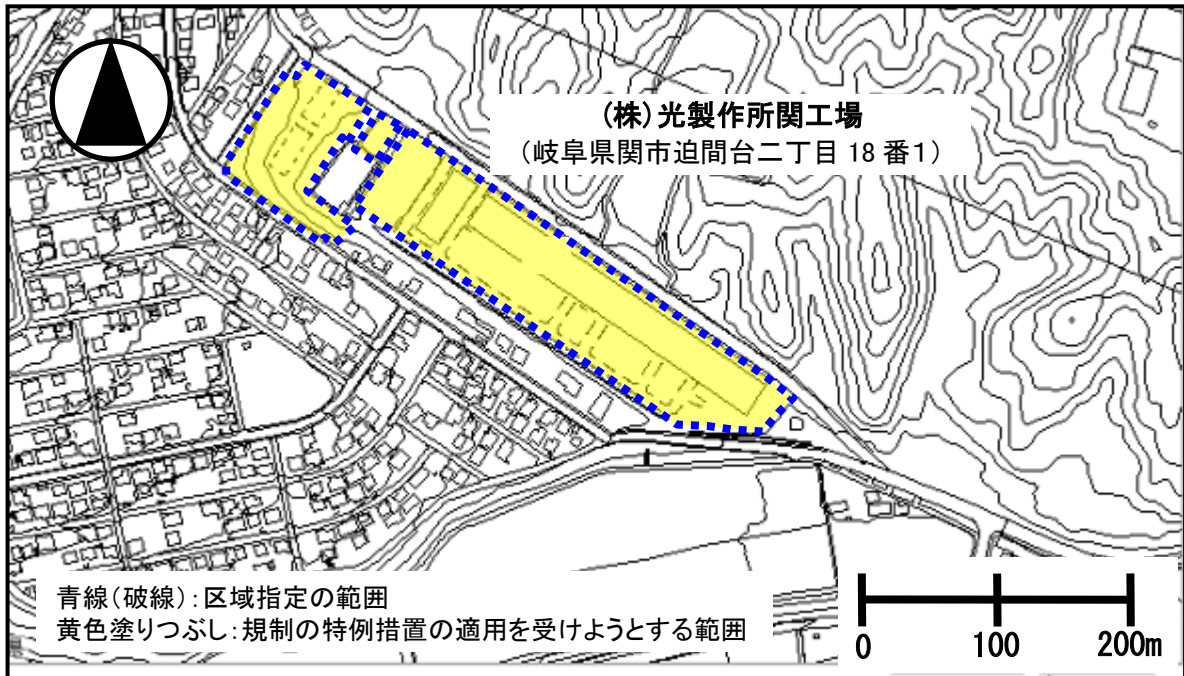 (株)光製作所関工場
(岐阜県関市迫間台二丁目 18 番1)
青線(破線):区域指定の範囲
黄色塗りつぶし:規制の特例措置の適用を受けようとする範囲
0 100 200m